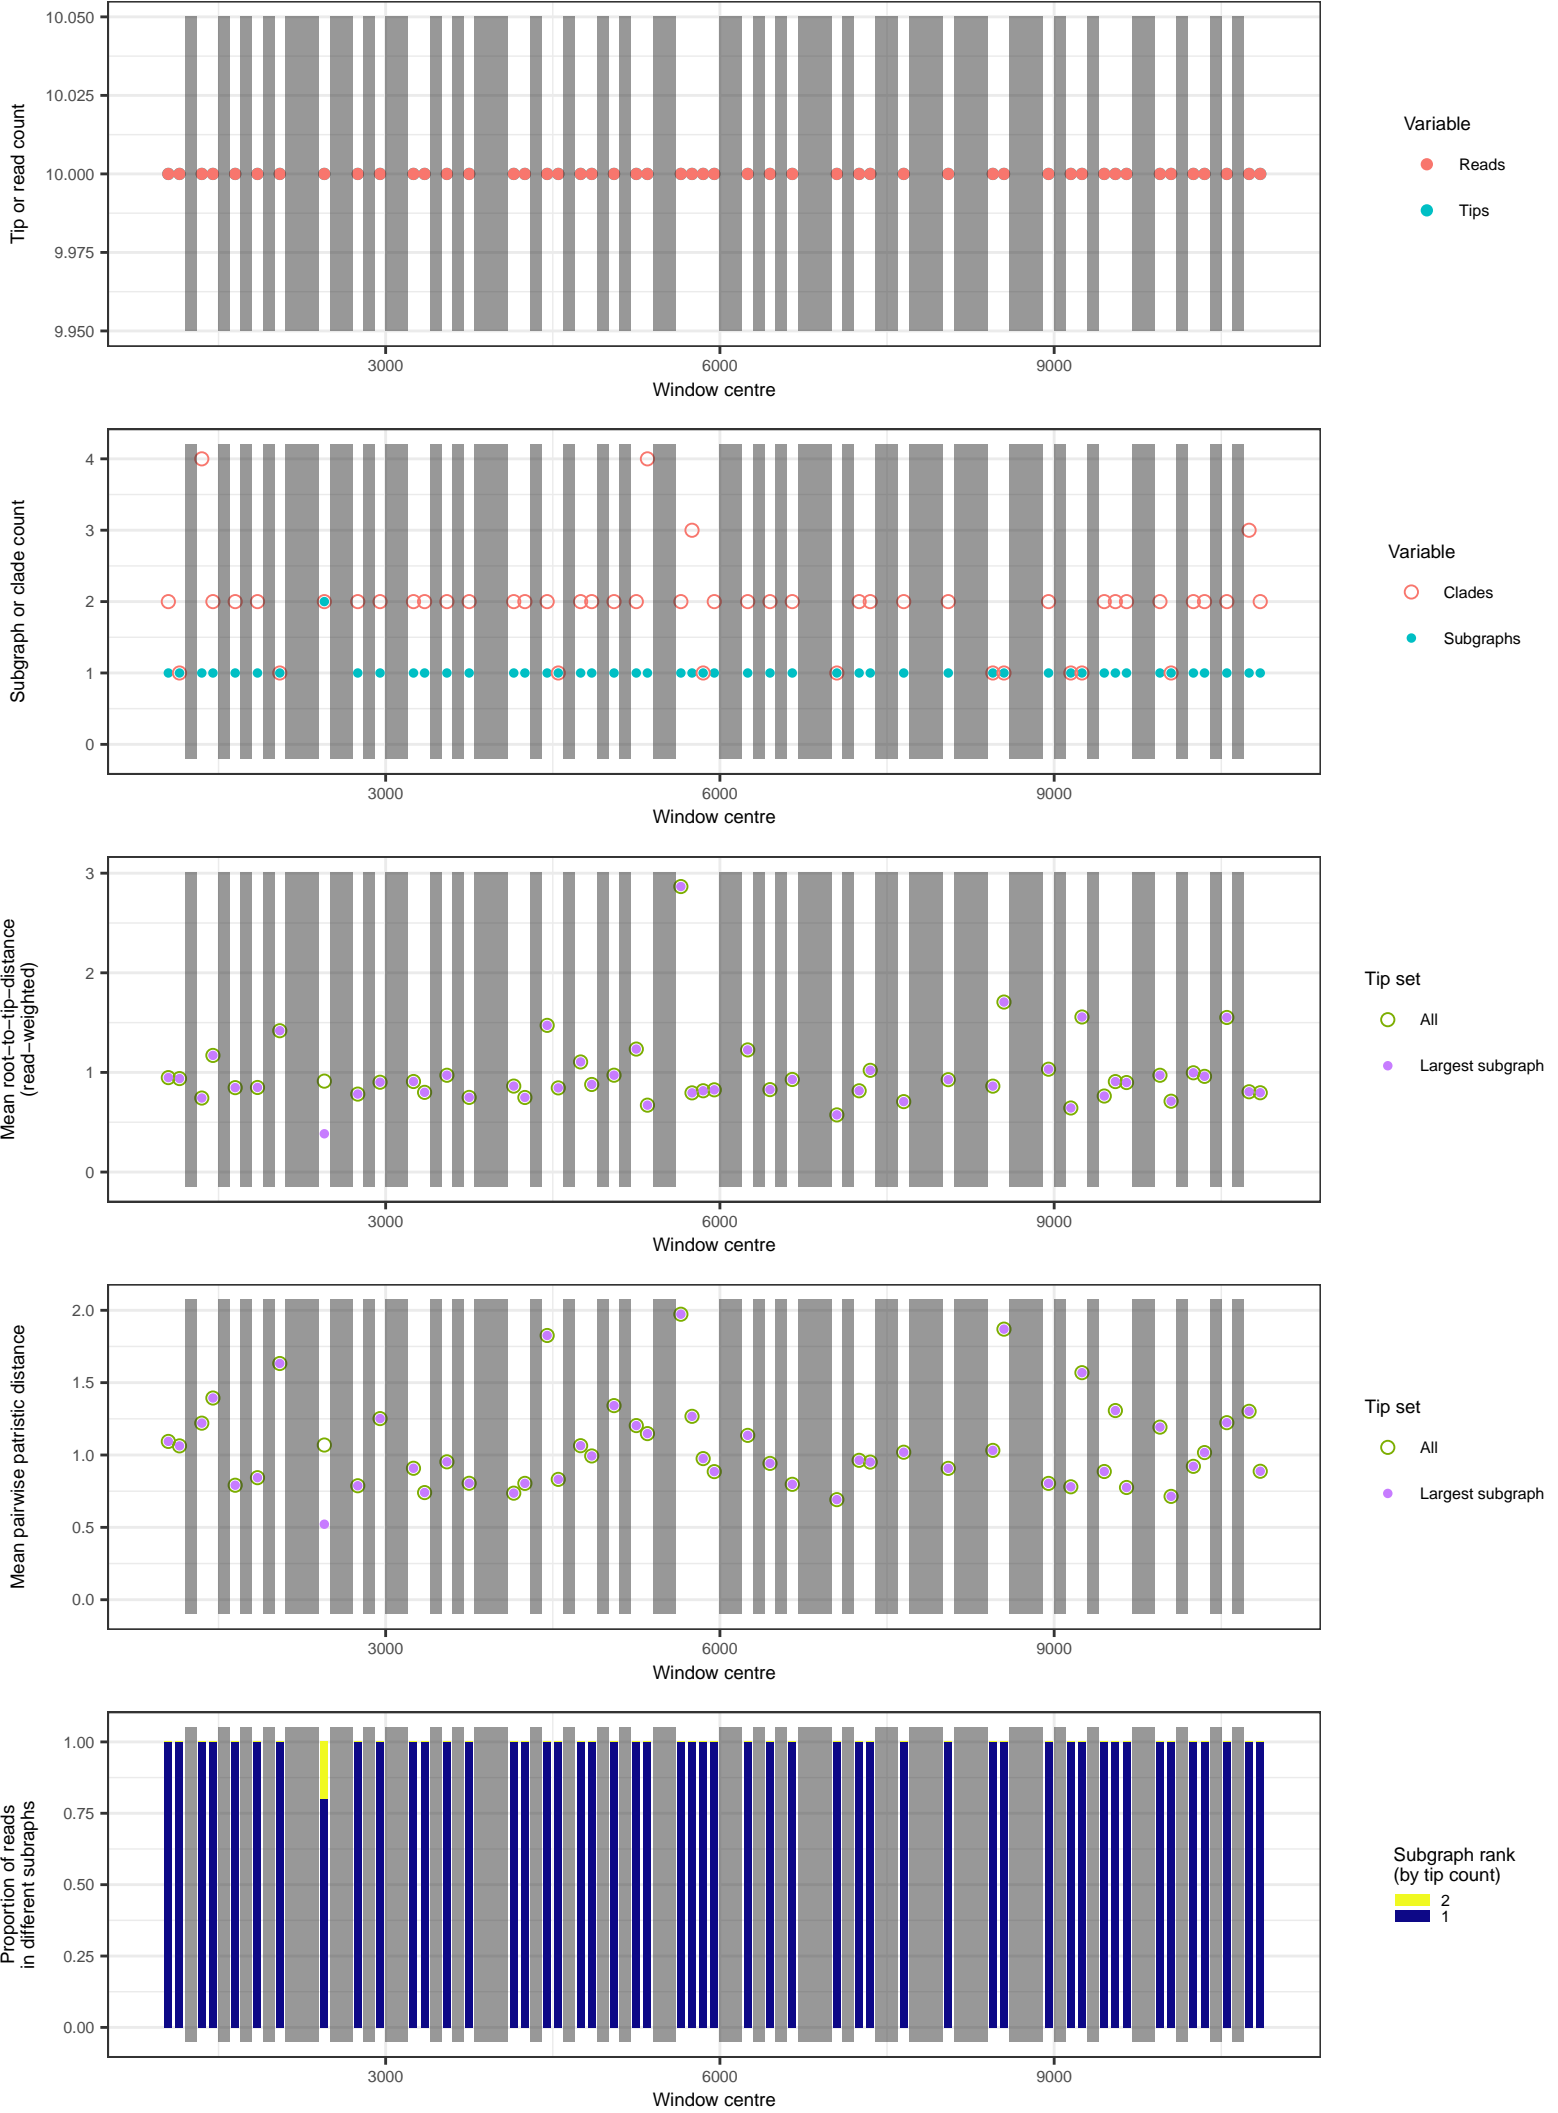 10.050
10.025
10.000
9.975
9.950
Tip or read count
3000
6000
9000
Window centre
Variable
Reads
Tips
4
3
2
1
0
Subgraph or clade count
3000
6000
9000
Window centre
Variable
Clades
Subgraphs
3
2
1
0
Mean root−to−tip−distance
(read−weighted)
3000
6000
9000
Window centre
Tip set
All
Largest subgraph
2.0
1.5
1.0
0.5
0.0
Mean pairwise patristic distance
3000
6000
9000
Window centre
Tip set
All
Largest subgraph
1.00
0.75
0.50
0.25
0.00
Proportion of reads
in different subraphs
3000
6000
9000
Window centre
Subgraph rank
(by tip count)
2
1